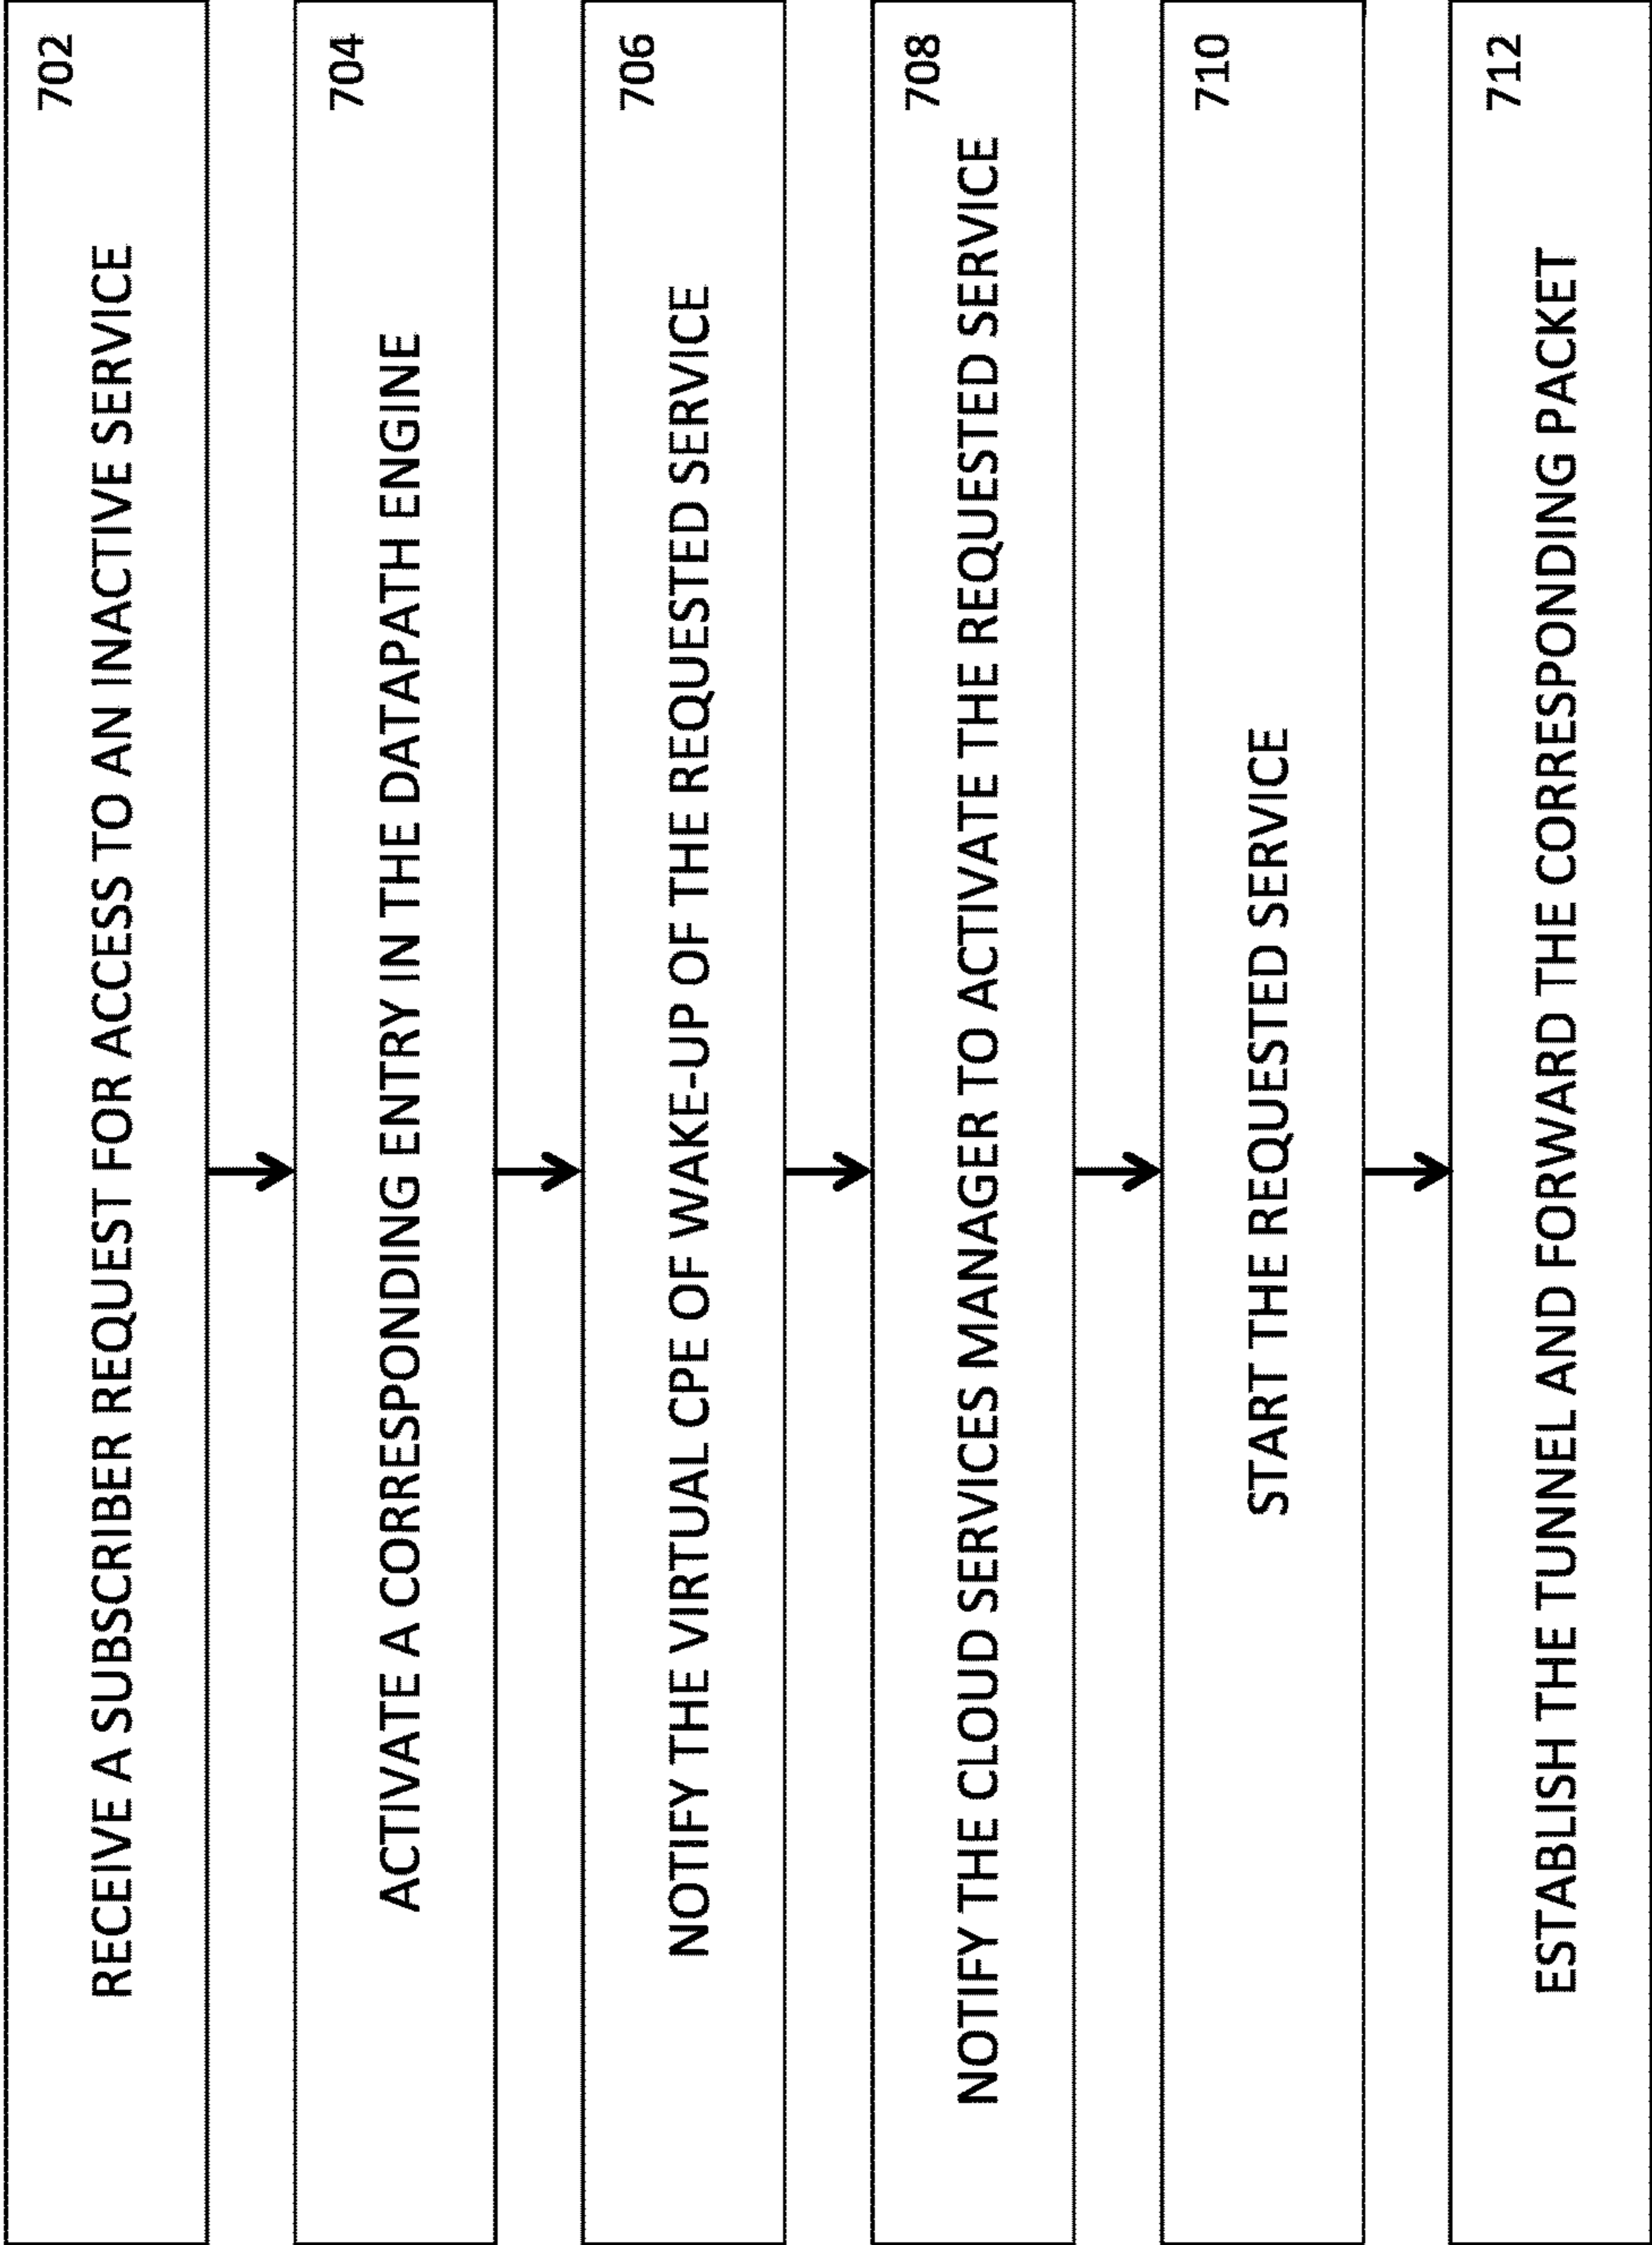 702
RECEIVE A SUBSCRIBER REQUEST FOR ACCESS TO AN INACTIVE SERVICE
704
ACTIVATE A CORRESPONDING ENTRY IN THE DATAPATH ENGINE
706
NOTIFY THE VIRTUAL CPE OF WAKE-UP OF THE REQUESTED SERVICE
708
NOTIFY THE CLOUD SERVICES MANAGER TO ACTIVATE THE REQUESTED SERVICE
710
START THE REQUESTED SERVICE
712
ESTABLISH THE TUNNEL AND FORWARD THE CORRESPONDING PACKET